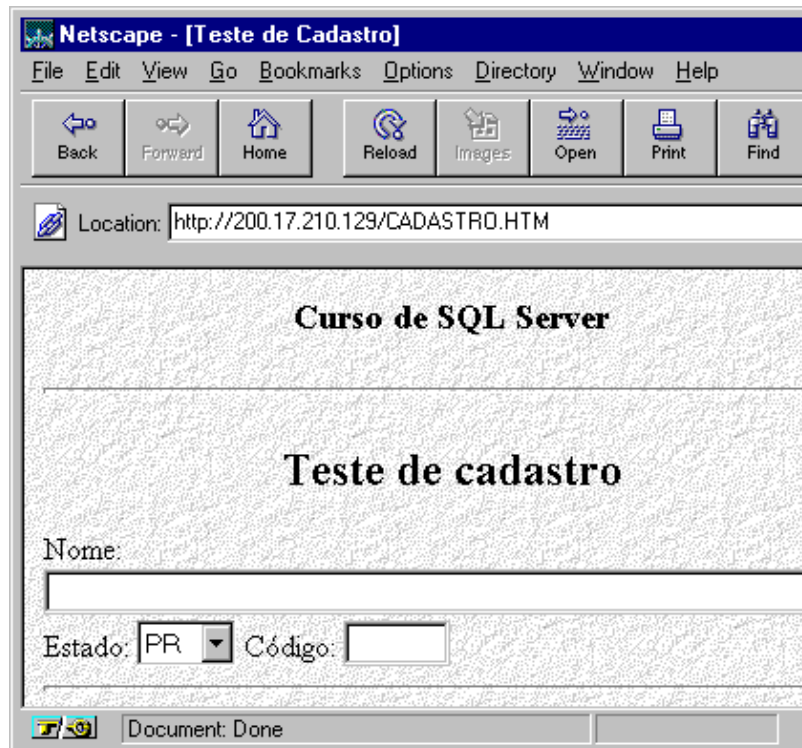 Netscape - [Teste de Cadastro]
File Edit View Go Bookmarks Options Directory Window Help
Back Forward Home Reload Images Open Print Find
Location: http://200.17.210.129/CADASTRO.HTM
Curso de SQL Server
Teste de cadastro
Nome:
Estado: PR Código:
Document: Done